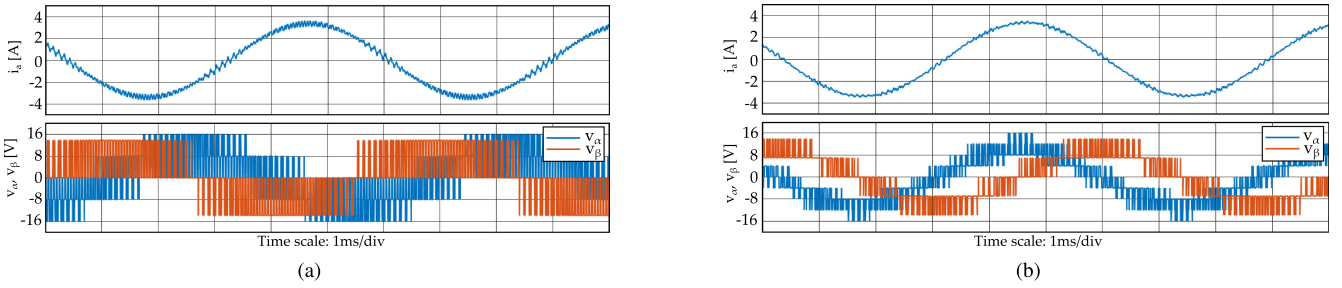 4
2
0
-2
-4
i_a [A]
16
8
0
-8
-16
v_α, v_β [V]
v_α
v_β
Time scale: 1ms/div
(a)
4
2
0
-2
-4
i_a [A]
16
8
0
-8
-16
v_α, v_β [V]
v_α
v_β
Time scale: 1ms/div
(b)